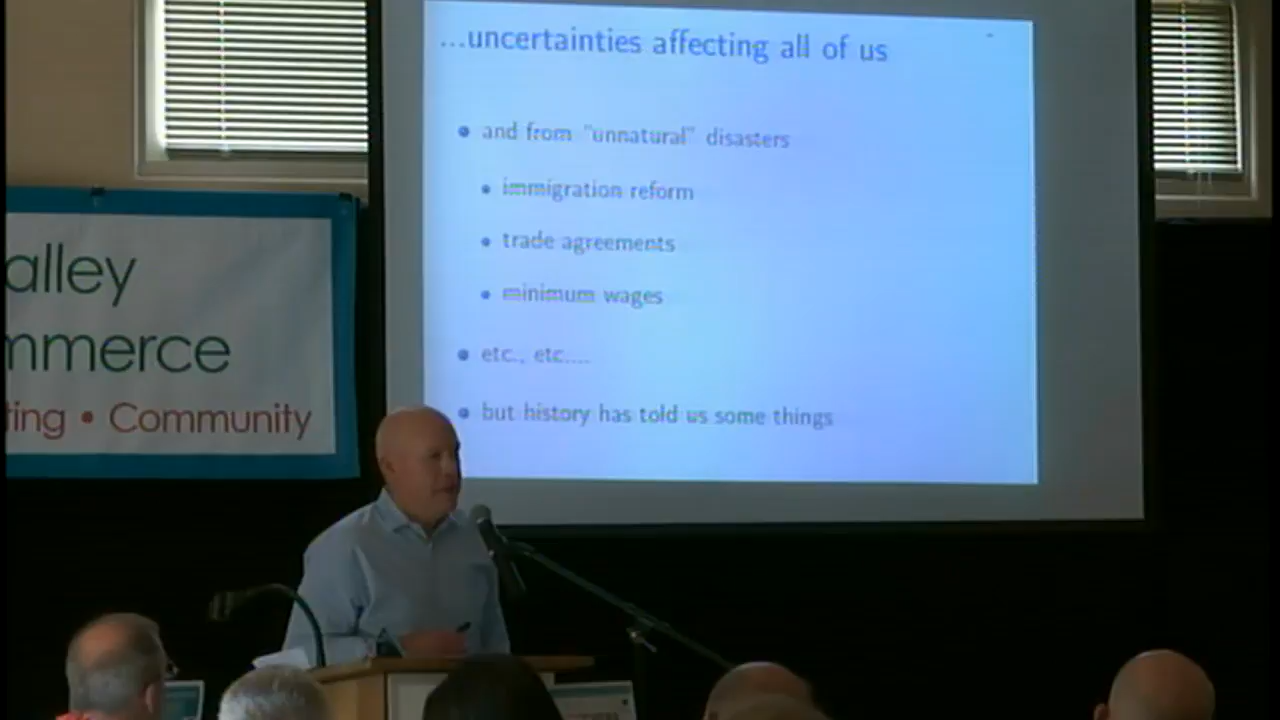 ...uncertainties affecting all of us
and from "unnatural" disasters
immigration reform
trade agreements
minimum wages
etc., etc....
but history has told us some things
alley
mmerce
ting • Community